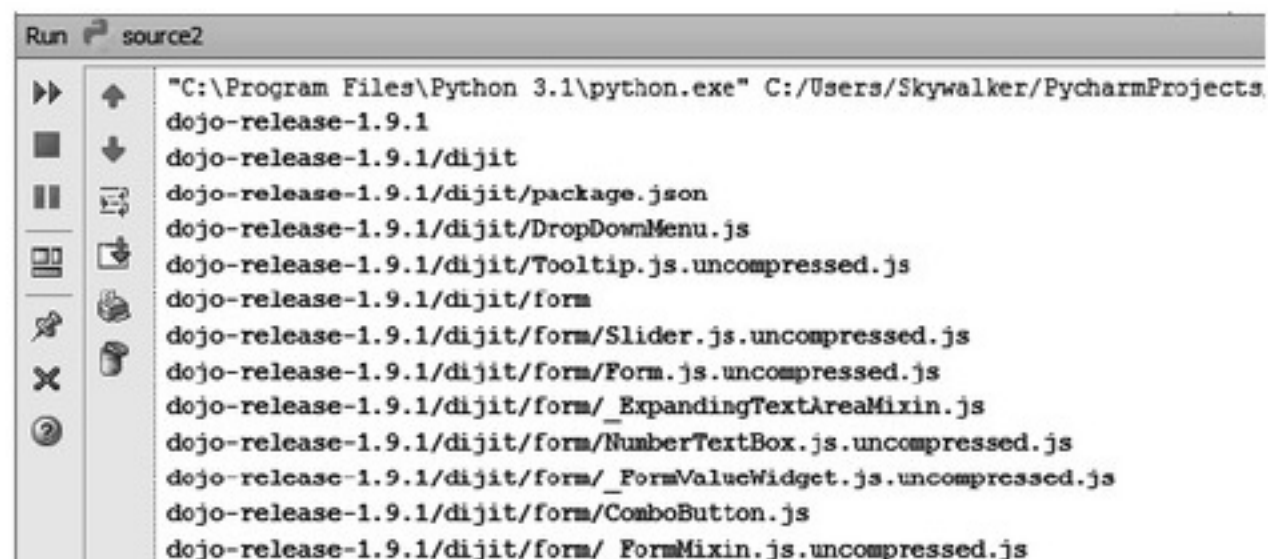 Run source2
"C:\Program Files\Python 3.1\python.exe" C:/Users/Skywalker/PycharmProjects
dojo-release-1.9.1
dojo-release-1.9.1/dijit
dojo-release-1.9.1/dijit/package.json
dojo-release-1.9.1/dijit/DropDownMenu.js
dojo-release-1.9.1/dijit/Tooltip.js.uncompressed.js
dojo-release-1.9.1/dijit/form
dojo-release-1.9.1/dijit/form/Slider.js.uncompressed.js
dojo-release-1.9.1/dijit/form/Form.js.uncompressed.js
dojo-release-1.9.1/dijit/form/_ExpandingTextAreaMixin.js
dojo-release-1.9.1/dijit/form/NumberTextBox.js.uncompressed.js
dojo-release-1.9.1/dijit/form/_FormValueWidget.js.uncompressed.js
dojo-release-1.9.1/dijit/form/ComboButton.js
dojo-release-1.9.1/dijit/form/_FormMixin.js.uncompressed.js